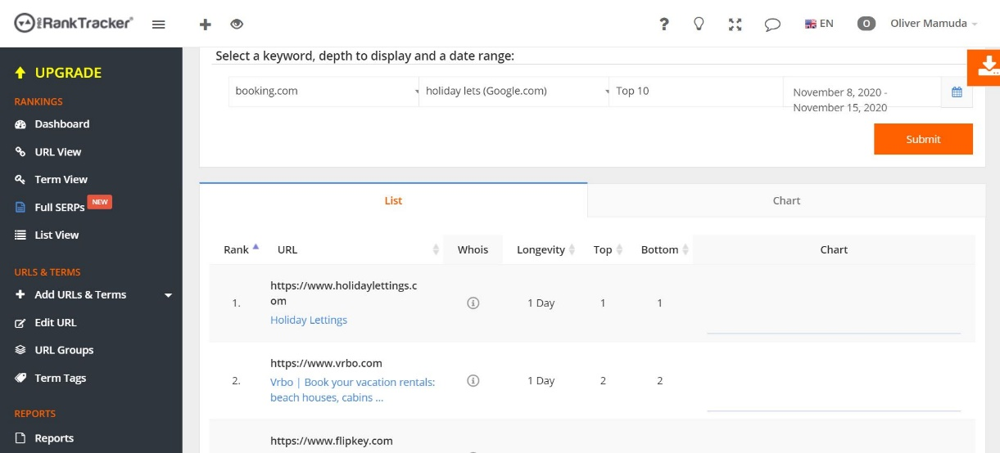 PRO RankTracker
EN
O
Oliver Mamuda
UPGRADE
RANKINGS
Dashboard
URL View
Term View
Full SERPs NEW
List View
URLS & TERMS
Add URLs & Terms
Edit URL
URL Groups
Term Tags
REPORTS
Reports
Select a keyword, depth to display and a date range:
booking.com
holiday lets (Google.com)
Top 10
November 8, 2020 -
November 15, 2020
Submit
List
Chart
Rank URL Whois Longevity Top Bottom Chart
1.
https://www.holidaylettings.c
om
Holiday Lettings
1 Day
1
1
2.
https://www.vrbo.com
Vrbo | Book your vacation rentals:
beach houses, cabins ...
1 Day
2
2
https://www.flipkey.com